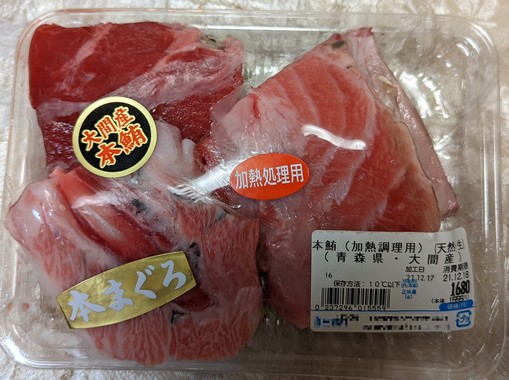 大間産
本鮪
加熱処理用
本まぐろ
本鮪（加熱調理用）（天然・生）
（青森県・大間産）
加工日 消費期限
16 21.12.17 21.12.18
保存方法：10℃以下
1680